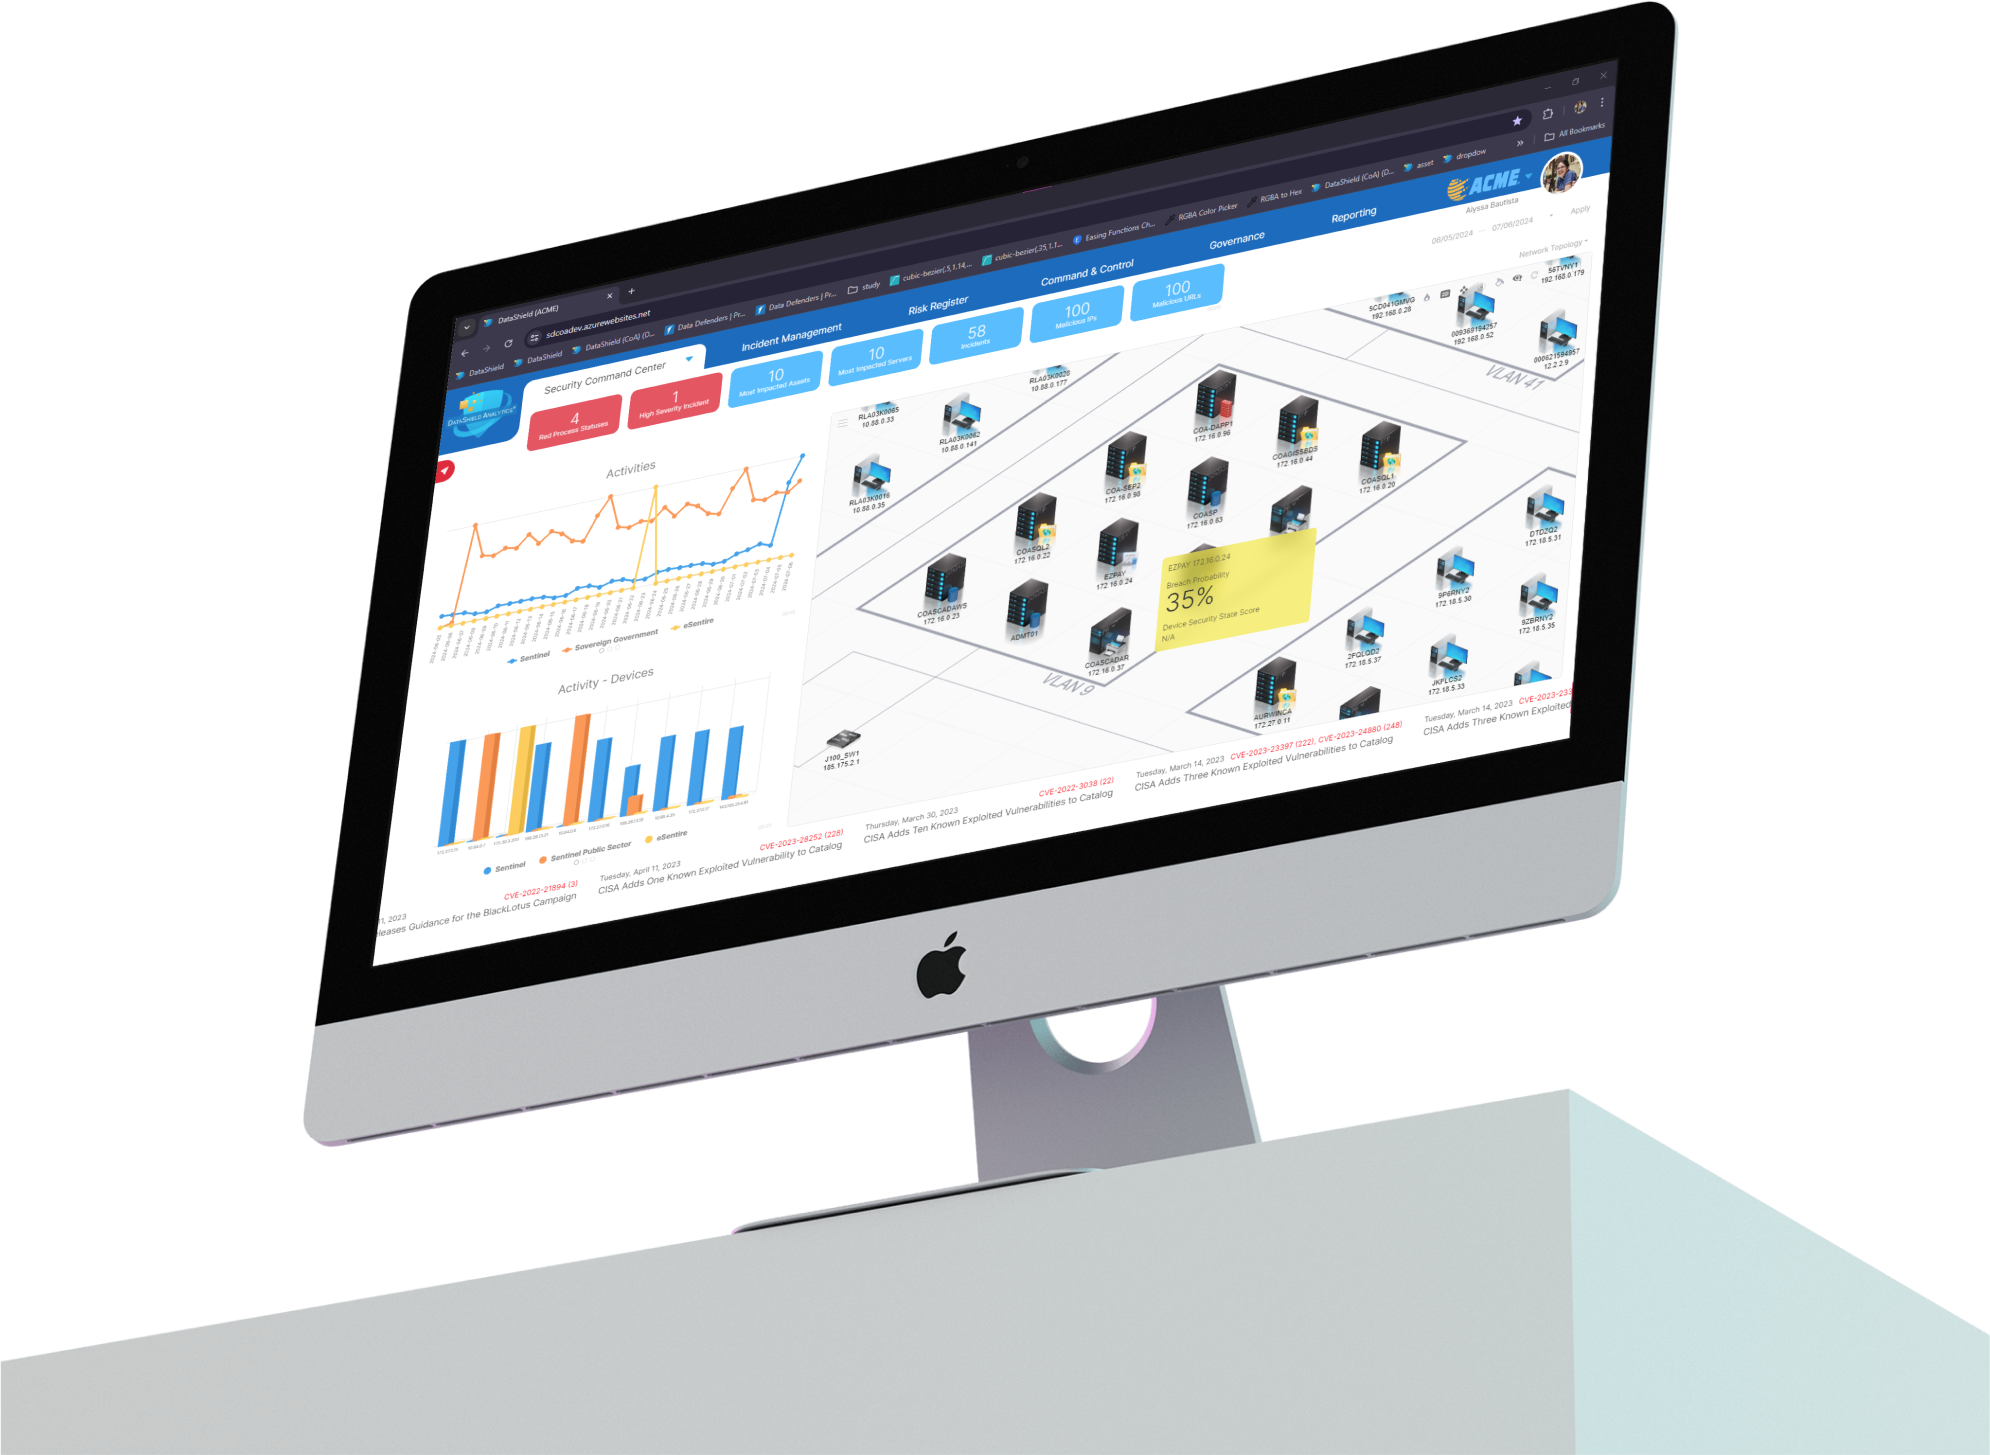 DataShield (ACME)
sdcoadev.azurewebsites.net
All Bookmarks
DataShield
DataShield
DataShield (CoA) (D...
Data Defenders | Pr...
Data Defenders | Pr...
study
cubic-bezier(.5,1,14,...
cubic-bezier(.35,1,1...
Easing Functions Ch...
RGBA Color Picker
RGBA to Hex
DataShield (CoA) (D...
asset
dropdow
DATASHIELD ANALYTICS
Security Command Center
Incident Management
Risk Register
Command & Control
Governance
Reporting
ACME
Alyssa Bautista
4
Red Process Statuses
1
High Severity Incident
10
Most Impacted Assets
10
Most Impacted Servers
58
Incidents
100
Malicious IPs
100
Malicious URLs
06/05/2024 — 07/06/2024
Apply
Network Topology
Activities
Sentinel
Sovereign Government
eSentire
Activity - Devices
Sentinel
Sentinel Public Sector
eSentire
RLA03K0065
10.88.0.33
RLA03K0026
10.88.0.177
RLA03K0062
10.88.0.141
RLA03K0016
10.88.0.35
5CD041GMVG
192.168.0.28
56TVNY1
192.168.0.179
009369194257
192.168.0.52
000621594957
12.2.2.9
VLAN 41
COA-DAPP1
172.16.0.96
COAGISSBDS
172.16.0.44
COASQL1
172.16.0.20
COA-SEP2
172.16.0.98
COASP
172.16.0.63
COASQL2
172.16.0.22
EZPAY
172.16.0.24
COASCADAWS
172.16.0.23
ADMT01
COASCADAR
172.16.0.37
VLAN 9
EZPAY 172.16.0.24
Breach Probability
35%
Device Security State Score
N/A
DTDZQ2
172.18.5.31
9P6RNY2
172.18.5.30
9ZBRNY2
172.18.5.35
2FQLQD2
172.18.5.37
JKFLCS2
172.18.5.33
AURWINCA
172.27.0.11
J100_SW1
185.175.2.1
11, 2023
CVE-2022-21894 (3)
eleases Guidance for the BlackLotus Campaign
Tuesday, April 11, 2023
CVE-2023-28252 (228)
CISA Adds One Known Exploited Vulnerability to Catalog
Thursday, March 30, 2023
CVE-2022-3038 (22)
CISA Adds Ten Known Exploited Vulnerabilities to Catalog
Tuesday, March 14, 2023
CVE-2023-23397 (222), CVE-2023-24880 (248)
CISA Adds Three Known Exploited Vulnerabilities to Catalog
Tuesday, March 14, 2023
CVE-2023-233
CISA Adds Three Known Exploited